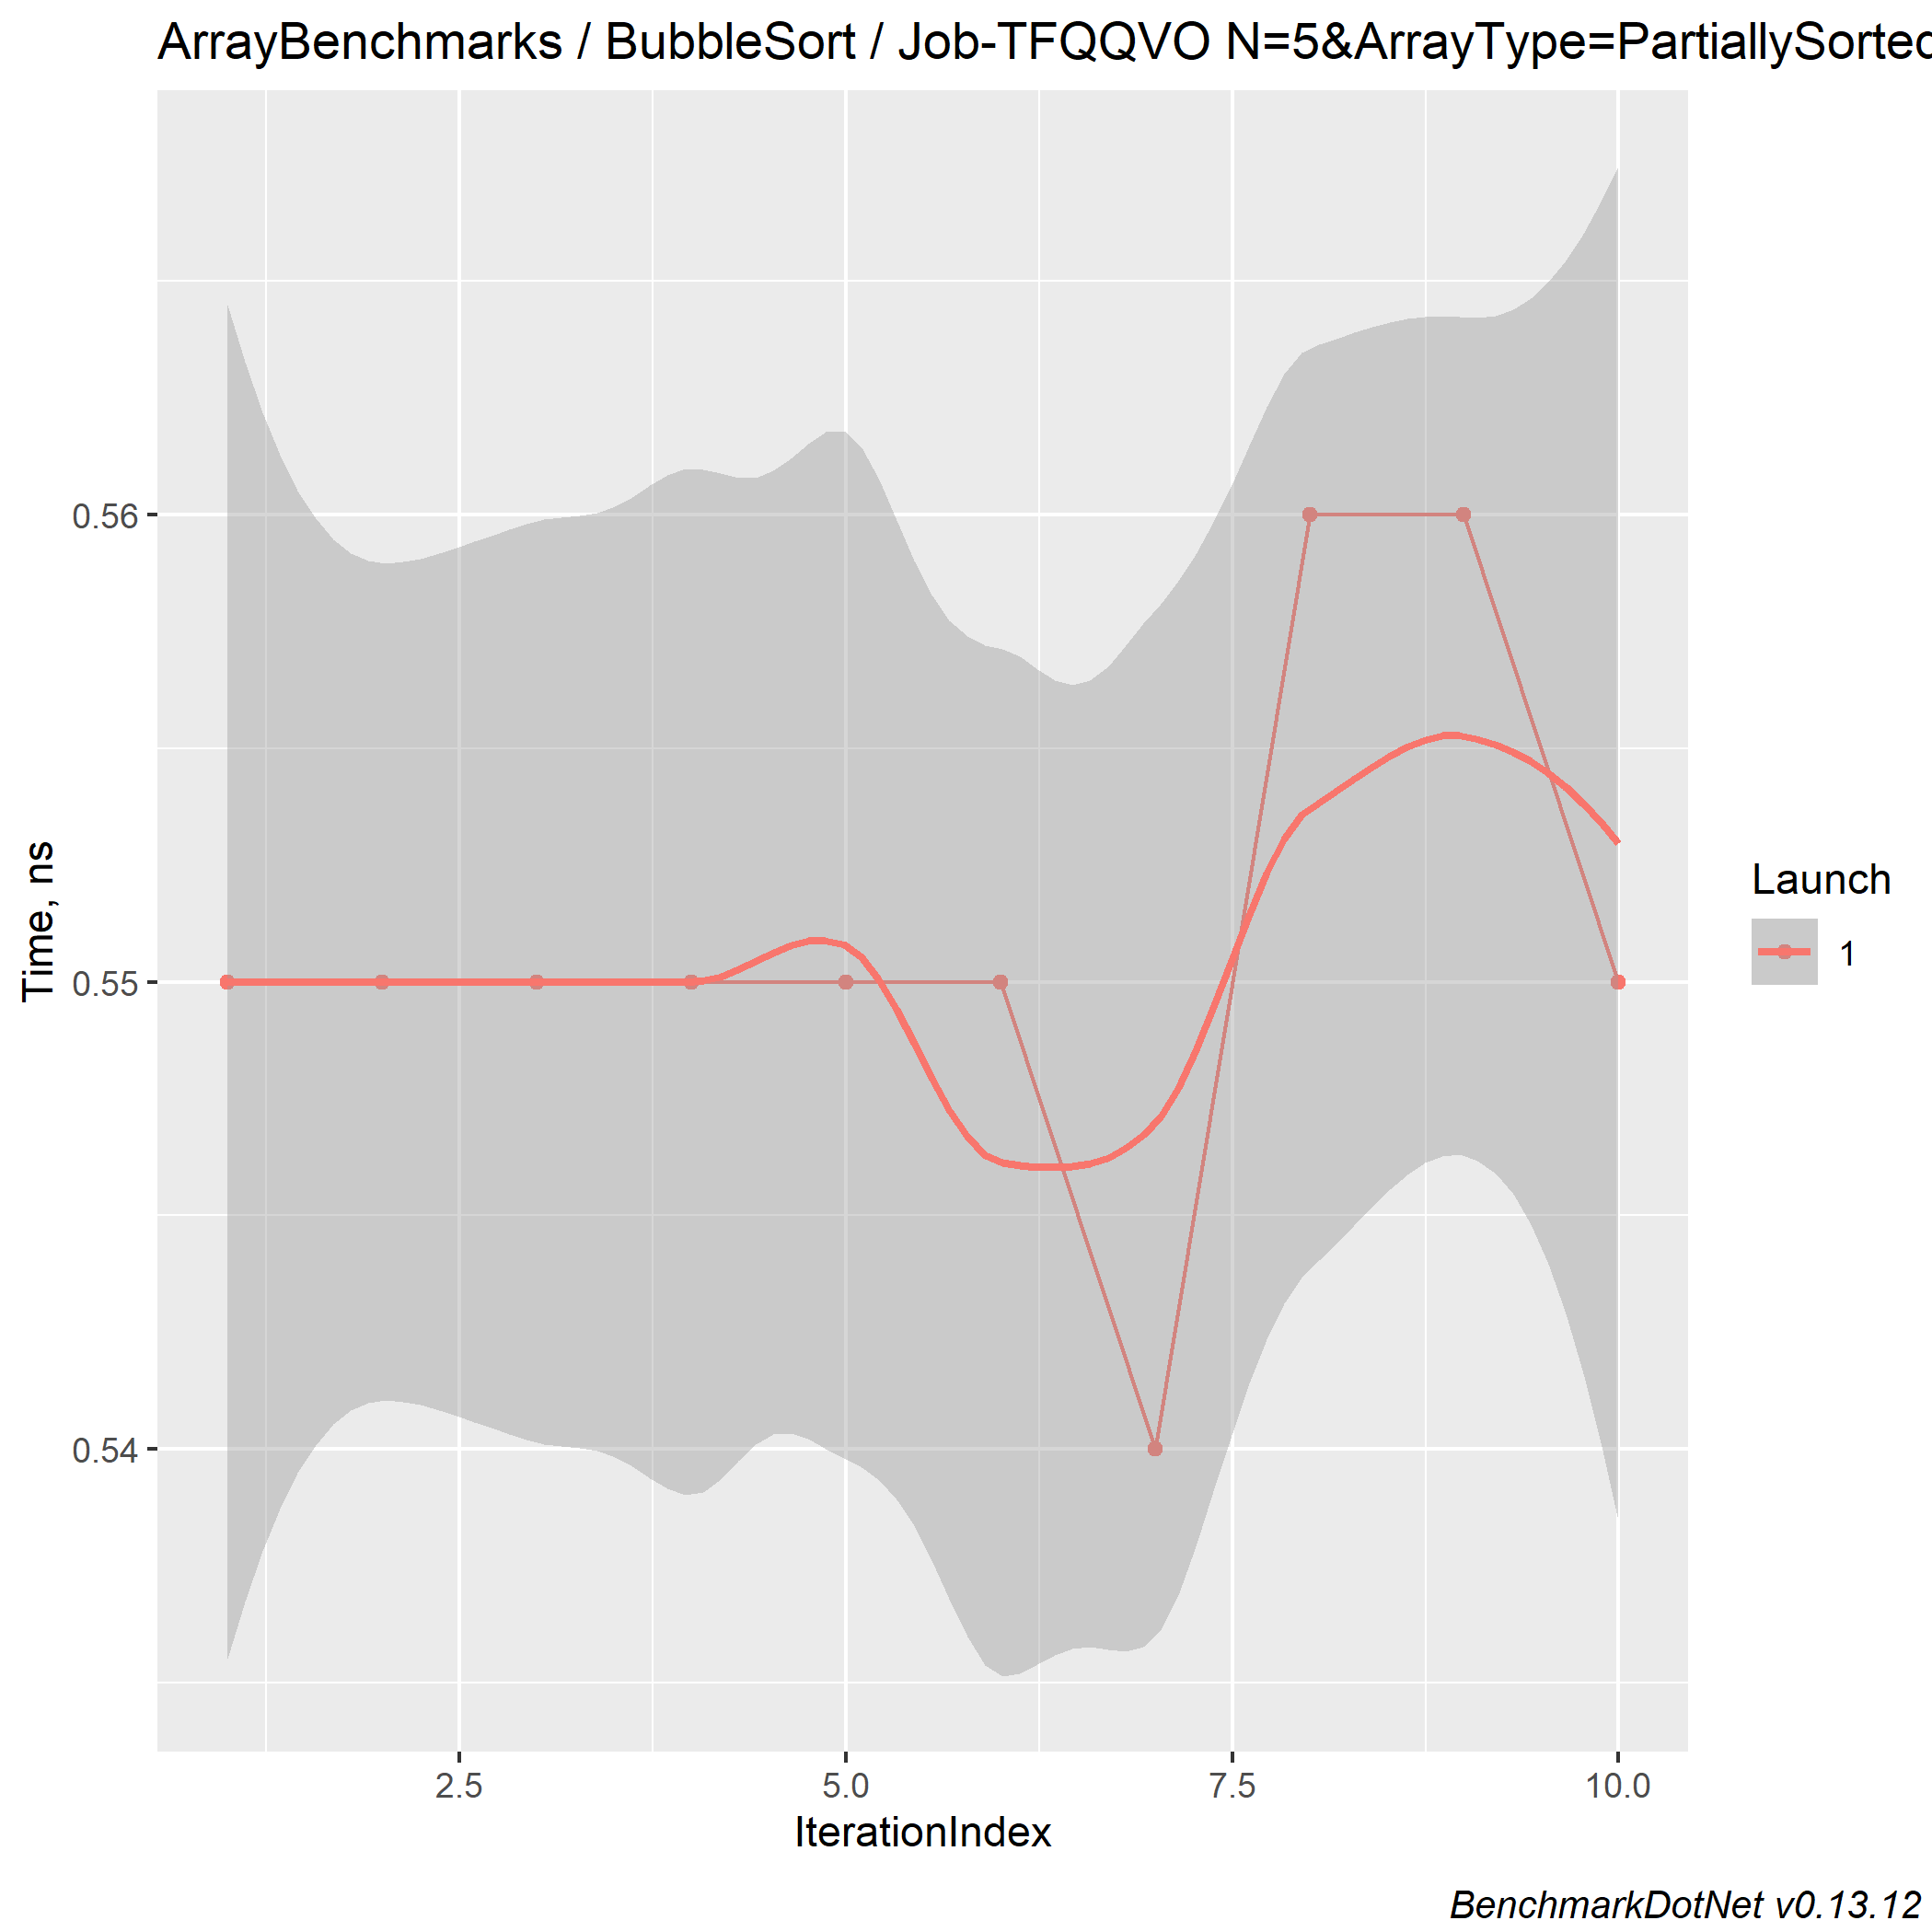 ArrayBenchmarks / BubbleSort / Job-TFQQVO N=5&ArrayType=PartiallySorted
Time, ns
0.56
0.55
0.54
2.5 5.0 7.5 10.0
IterationIndex
Launch
1
BenchmarkDotNet v0.13.12